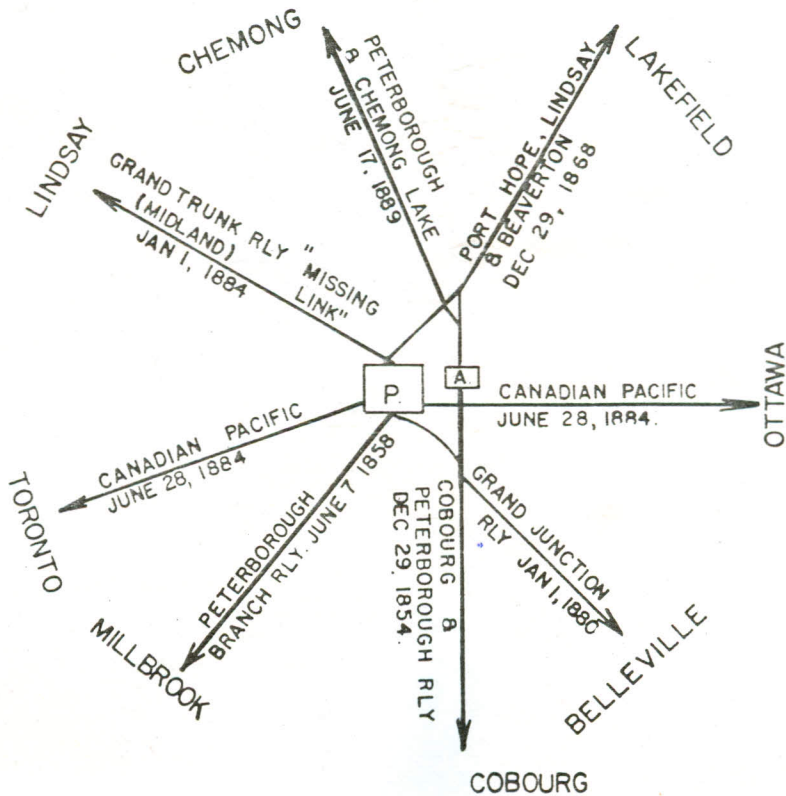 CHEMONG
PETERBOROUGH
& CHEMONG LAKE
JUNE 17, 1889
LAKEFIELD
PORT HOPE, LINDSAY
& BEAVERTON
DEC 29, 1868
LINDSAY
GRAND TRUNK RLY "MISSING
(MIDLAND) LINK"
JAN 1, 1884
P.
A.
CANADIAN PACIFIC
JUNE 28, 1884.
OTTAWA
CANADIAN PACIFIC
JUNE 28, 1884
TORONTO
PETERBOROUGH
BRANCH RLY. JUNE 7 1858
MILLBROOK
COBOURG &
PETERBOROUGH RLY
DEC 29, 1854.
COBOURG
GRAND JUNCTION
RLY JAN 1, 1880
BELLEVILLE